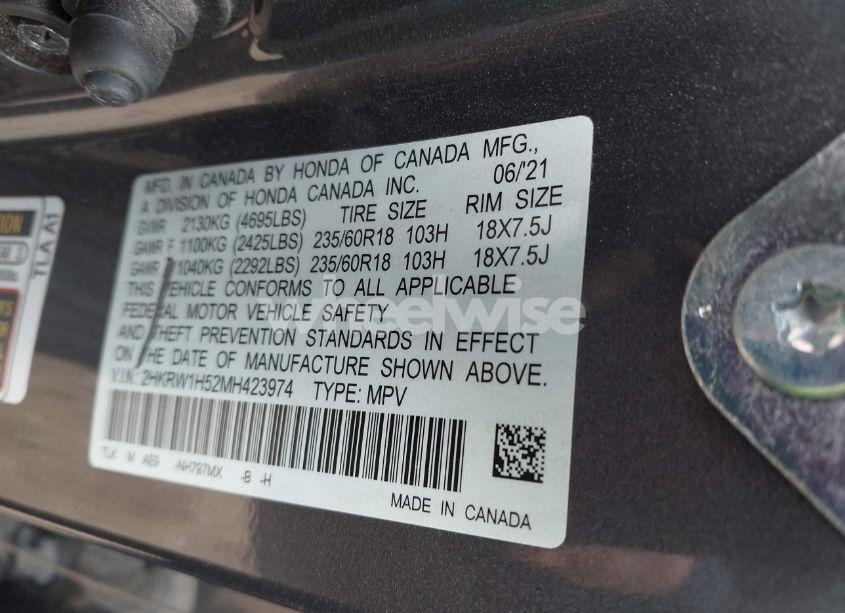 MFD. IN CANADA BY HONDA OF CANADA MFG.,
A DIVISION OF HONDA CANADA INC. 06/'21
GVWR 2130KG (4695LBS) TIRE SIZE RIM SIZE
GAWR F 1100KG (2425LBS) 235/60R18 103H 18X7.5J
GAWR 1040KG (2292LBS) 235/60R18 103H 18X7.5J
THIS VEHICLE CONFORMS TO ALL APPLICABLE
FEDERAL MOTOR VEHICLE SAFETY
AND THEFT PREVENTION STANDARDS IN EFFECT
ON THE DATE OF MANUFACTURE SHOWN ABOVE.
V.I.N. 2HKRW1H52MH423974 TYPE: MPV
TLK M AE9 -NH797MX -B -H
MADE IN CANADA
TLA A1
wheelwise